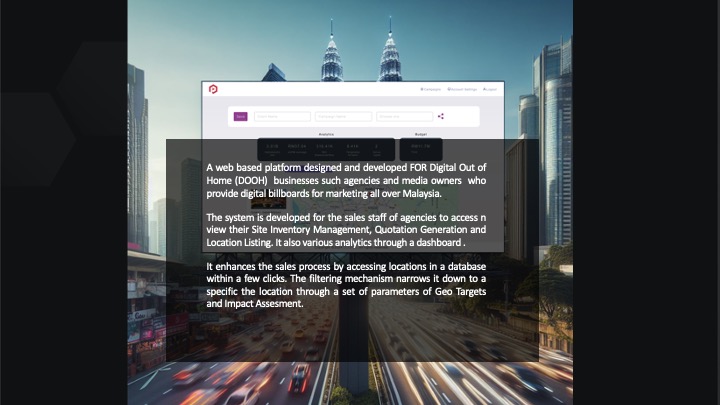 Analytics
Budget
A web based platform designed and developed FOR Digital Out of
Home (DOOH) businesses such agencies and media owners who
provide digital billboards for marketing all over Malaysia.
The system is developed for the sales staff of agencies to access n
view their Site Inventory Management, Quotation Generation and
Location Listing. It also various analytics through a dashboard .
It enhances the sales process by accessing locations in a database
within a few clicks. The filtering mechanism narrows it down to a
specific the location through a set of parameters of Geo Targets
and Impact Assesment.